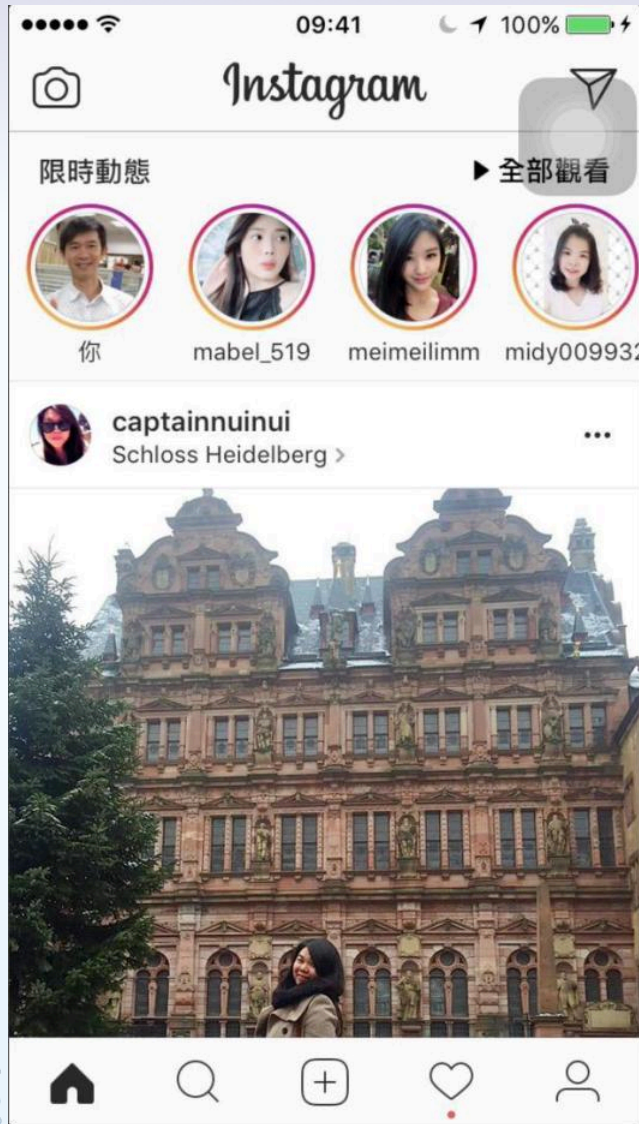 09:41 100%
Instagram
限時動態 ▶ 全部觀看
你 mabel_519 meimeilimm midy009932
captainnuinui
Schloss Heidelberg >